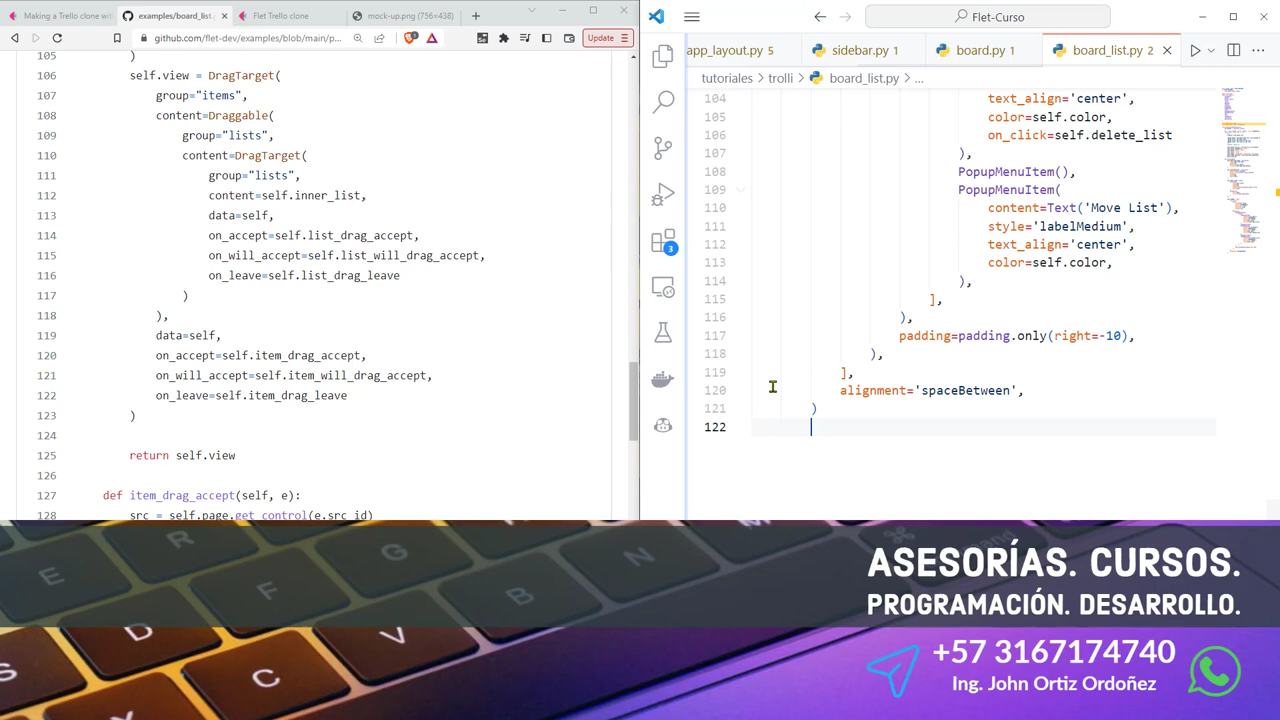 Making a Trello clone wit
examples/board_list.
Flet Trello clone
mock-up.png (756×438)
github.com/flet-dev/examples/blob/main/p...
Update
105 )
106 self.view = DragTarget(
107 group="items",
108 content=Draggable(
109 group="lists",
110 content=DragTarget(
111 group="lists",
112 content=self.inner_list,
113 data=self,
114 on_accept=self.list_drag_accept,
115 on_will_accept=self.list_will_drag_accept,
116 on_leave=self.list_drag_leave
117 )
118 ),
119 data=self,
120 on_accept=self.item_drag_accept,
121 on_will_accept=self.item_will_drag_accept,
122 on_leave=self.item_drag_leave
123 )
124
125 return self.view
126
127 def item_drag_accept(self, e):
128 src = self.page.get_control(e.src_id)
Flet-Curso
app_layout.py 5
sidebar.py 1
board.py 1
board_list.py 2
tutoriales > trolli > board_list.py > ...
104 text_align='center',
105 color=self.color,
106 on_click=self.delete_list
107 ),
108 PopupMenuItem(),
109 PopupMenuItem(
110 content=Text('Move List'),
111 style='labelMedium',
112 text_align='center',
113 color=self.color,
114 ),
115 ],
116 ),
117 padding=padding.only(right=-10),
118 ),
119 ],
120 alignment='spaceBetween',
121 )
122
3
ASESORÍAS. CURSOS.
PROGRAMACIÓN. DESARROLLO.
+57 3167174740
Ing. John Ortiz Ordoñez